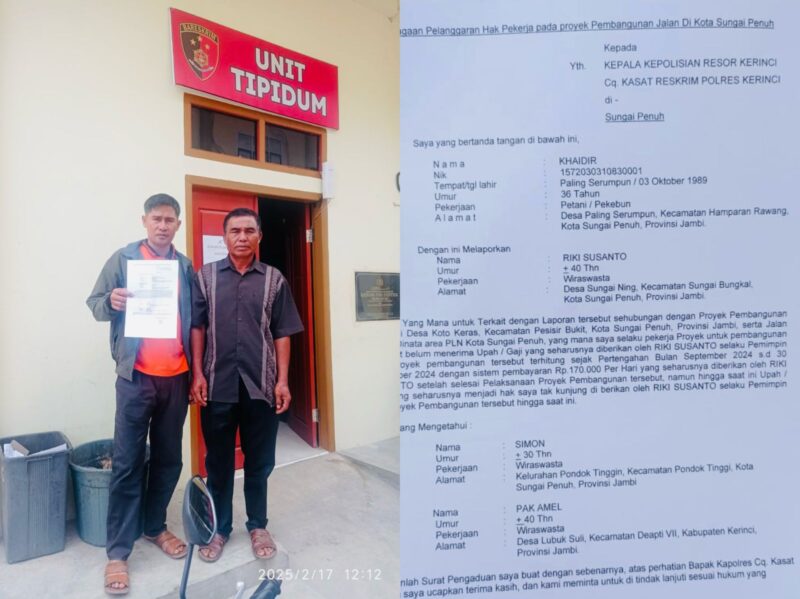 BARESKRIM
UNIT
TIPIDUM
2025/2/17 12:12
gaan Pelanggaran Hak Pekerja pada proyek Pembangunan Jalan Di Kota Sungai Penuh
Kepada
Yth. KEPALA KEPOLISIAN RESOR KERINCI
Cq. KASAT RESKRIM POLRES KERINCI
di -
Sungai Penuh
Saya yang bertanda tangan di bawah ini,
N a m a : KHAIDIR
Nik : 1572030310830001
Tempat/tgl lahir : Paling Serumpun / 03 Oktober 1989
Umur : 36 Tahun
Pekerjaan : Petani / Pekebun
A l a m a t : Desa Paling Serumpun, Kecamatan Hamparan Rawang,
Kota Sungai Penuh, Provinsi Jambi.
Dengan ini Melaporkan
Nama : RIKI SUSANTO
Umur : ± 40 Thn
Pekerjaan : Wiraswasta
Alamat : Desa Sungai Ning, Kecamatan Sungai Bungkal,
Kota Sungai Penuh, Provinsi Jambi.
Yang Mana untuk Terkait dengan Laporan tersebut sehubungan dengan Proyek Pembangunan
i Desa Koto Keras, Kecamatan Pesisir Bukit, Kota Sungai Penuh, Provinsi Jambi, serta Jalan
inata area PLN Kota Sungai Penuh, yang mana saya selaku pekerja Proyek untuk pembangunan
t belum menerima Upah / Gaji yang seharusnya diberikan oleh RIKI SUSANTO selaku Pemimpin
royek pembangunan tersebut terhitung sejak Pertengahan Bulan September 2024 s.d 30
ber 2024 dengan sistem pembayaran Rp.170.000 Per Hari yang seharusnya diberikan oleh RIKI
TO setelah selesai Pelaksanaan Proyek Pembangunan tersebut, namun hingga saat ini Upah /
ng seharusnya menjadi hak saya tak kunjung di berikan oleh RIKI SUSANTO selaku Pemimpin
yek Pembangunan tersebut hingga saat ini.
ang Mengetahui :
Nama : SIMON
Umur : ± 30 Thn
Pekerjaan : Wiraswasta
Alamat : Kelurahan Pondok Tinggin, Kecamatan Pondok Tinggi, Kota
Sungai Penuh, Provinsi Jambi
Nama : PAK AMEL
Umur : ± 40 Thn
Pekerjaan : Wiraswasta
Alamat : Desa Lubuk Suli, Kecamatan Deapti VII, Kabupaten Kerinci,
Provinsi Jambi.
nlah Surat Pengaduan saya buat dengan sebenarnya, atas perhatian Bapak Kapolres Cq. Kasat
saya ucapkan terima kasih, dan kami meminta untuk di tindak lanjuti sesuai hukum yang